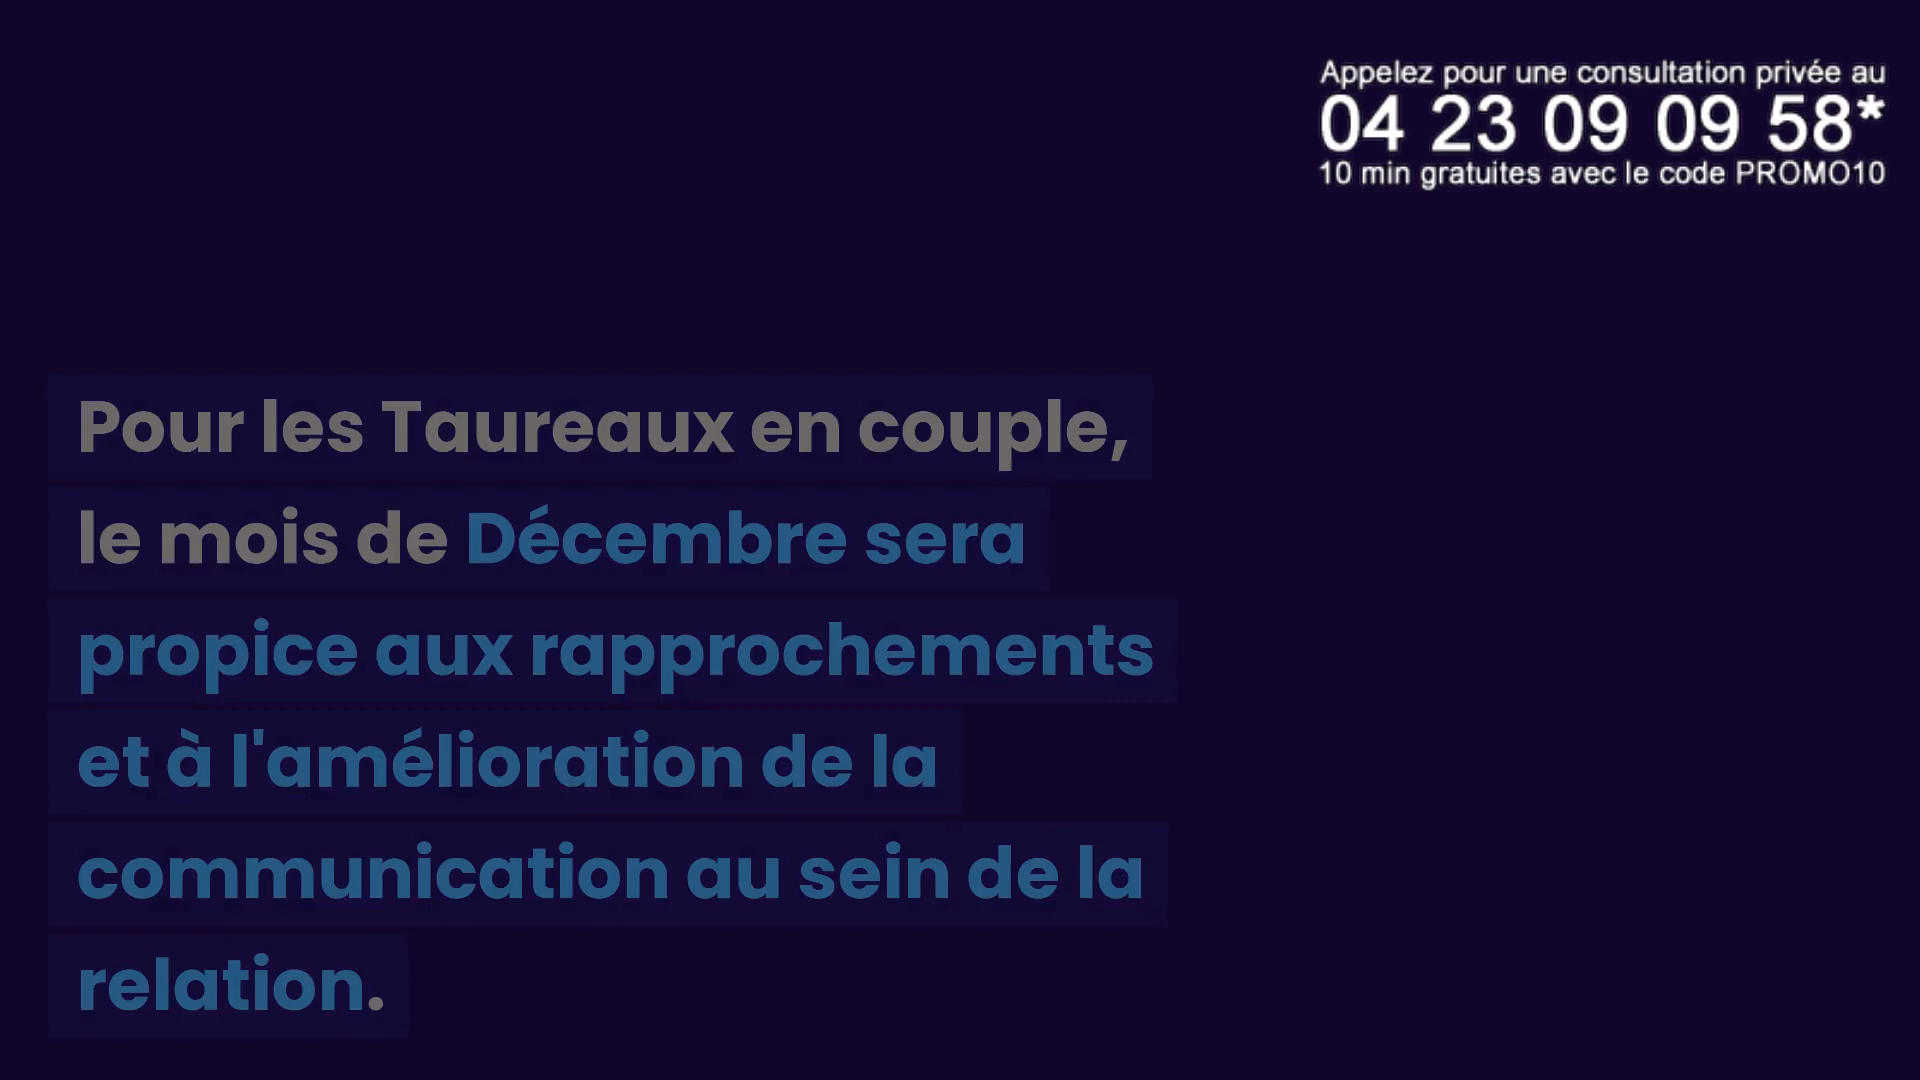 Appelez pour une consultation privée au
04 23 09 09 58*
10 min gratuites avec le code PROMO10
Pour les Taureaux en couple,
le mois de Décembre sera
propice aux rapprochements
et à l'amélioration de la
communication au sein de la
relation.